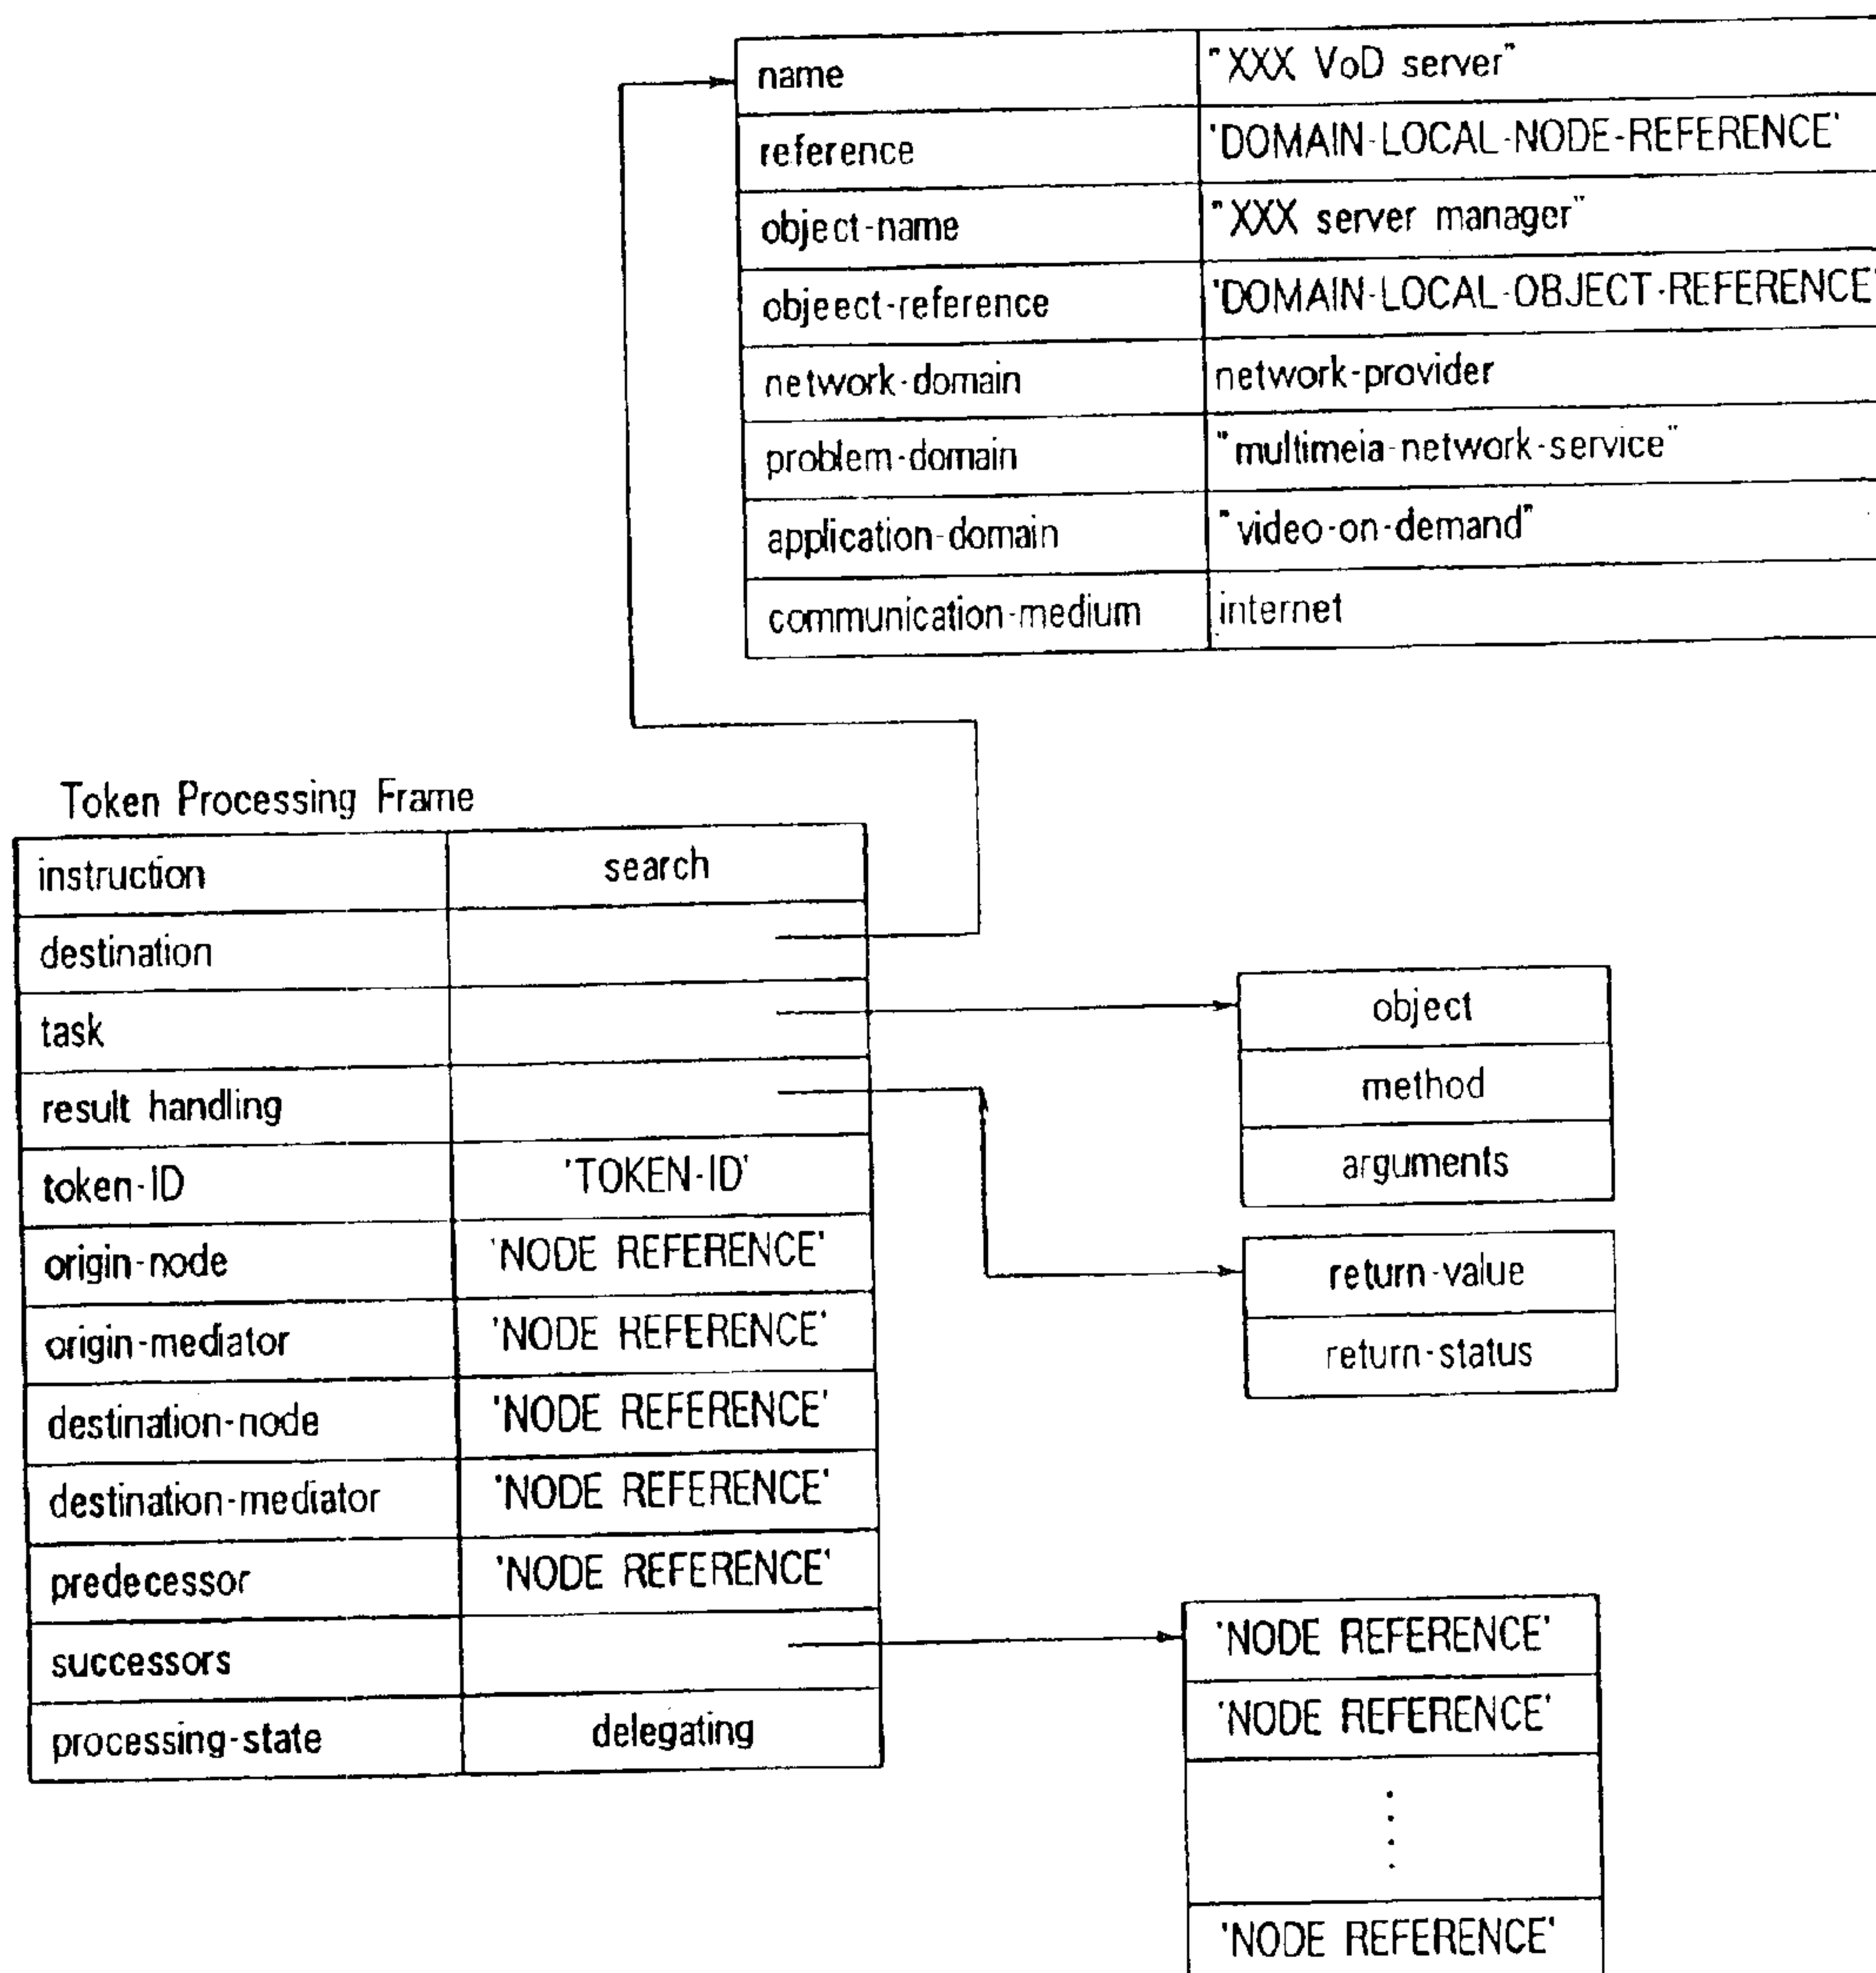 name "XXX VoD server"
reference 'DOMAIN-LOCAL-NODE-REFERENCE'
object-name "XXX server manager"
objeect-reference 'DOMAIN-LOCAL-OBJECT-REFERENCE'
network-domain network-provider
problem-domain "multimeia-network-service"
application-domain "video-on-demand"
communication-medium internet
Token Processing Frame
instruction search
destination
task
result handling
token-ID 'TOKEN-ID'
origin-node 'NODE REFERENCE'
origin-mediator 'NODE REFERENCE'
destination-node 'NODE REFERENCE'
destination-mediator 'NODE REFERENCE'
predecessor 'NODE REFERENCE'
successors
processing-state delegating
object
method
arguments
return-value
return-status
'NODE REFERENCE'
'NODE REFERENCE'
'NODE REFERENCE'